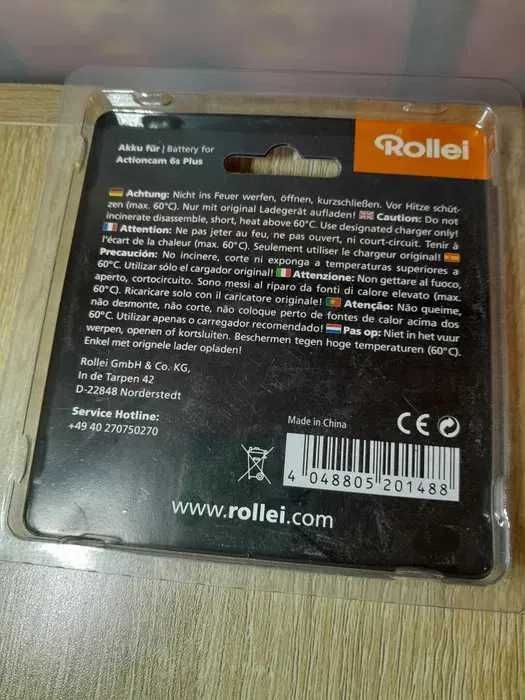 Rollei
Akku für | Battery for
Actioncam 6s Plus
Achtung: Nicht ins Feuer werfen, öffnen, kurzschließen. Vor Hitze schüt-
zen (max. 60°C). Nur mit original Ladegerät aufladen! Caution: Do not
incinerate disassemble, short, heat above 60°C. Use designated charger only!
Attention: Ne pas jeter au feu, ne pas ouvert, ni court-circuit. Tenir à
l'écart de la chaleur (max. 60°C). Seulement utiliser le chargeur original!
Precaución: No incinere, corte ni exponga a temperaturas superiores a
60°C. Utilizar sólo el cargador original! Attenzione: Non gettare al fuoco,
aperto, cortocircuito. Sono messi al riparo da fonti di calore elevato (max.
60°C). Ricaricare solo con il caricatore originale! Atenção: Não queime,
não desmonte, não corte, não coloque perto de fontes de calor acima dos
60°C. Utilizar apenas o carregador recomendado! Pas op: Niet in het vuur
werpen, openen of kortsluiten. Beschermen tegen hoge temperaturen (60°C).
Enkel met orignele lader opladen!
Rollei GmbH & Co. KG,
In de Tarpen 42
D-22848 Norderstedt
Service Hotline:
+49 40 270750270
Made in China
CE
4 048805 201488
www.rollei.com